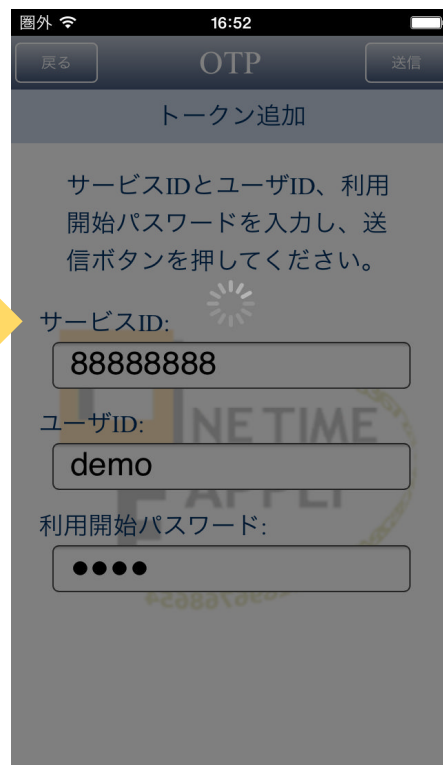 圏外 16:52
戻る OTP 送信
トークン追加
サービスIDとユーザID、利用
開始パスワードを入力し、送
信ボタンを押してください。
サービスID:
88888888
ユーザID:
NE TIME
demo
APPLI
利用開始パスワード:
●●●●